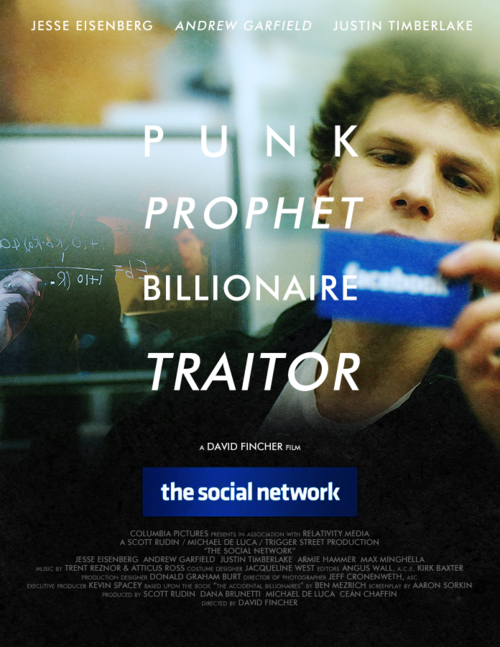 JESSE EISENBERG ANDREW GARFIELD JUSTIN TIMBERLAKE
PUNK
PROPHET
BILLIONAIRE
facebook
TRAITOR
A DAVID FINCHER FILM
the social network
COLUMBIA PICTURES PRESENTS IN ASSOCIATION WITH RELATIVITY MEDIA
A SCOTT RUDIN / MICHAEL DE LUCA / TRIGGER STREET PRODUCTION
"THE SOCIAL NETWORK"
JESSE EISENBERG ANDREW GARFIELD JUSTIN TIMBERLAKE ARMIE HAMMER MAX MINGHELLA
MUSIC BY TRENT REZNOR & ATTICUS ROSS COSTUME DESIGNER JACQUELINE WEST EDITORS ANGUS WALL, A.C.E, KIRK BAXTER
PRODUCTION DESIGNER DONALD GRAHAM BURT DIRECTOR OF PHOTOGRAPHER JEFF CRONENWETH, ASC
EXECUTIVE PRODUCER KEVIN SPACEY BASED UPON THE BOOK "THE ACCIDENTAL BILLIONAIRES" BY BEN MEZRICH SCREENPLAY BY AARON SORKIN
PRODUCED BY SCOTT RUDIN DANA BRUNETTI MICHAEL DE LUCA CEÁN CHAFFIN
DIRECTED BY DAVID FINCHER